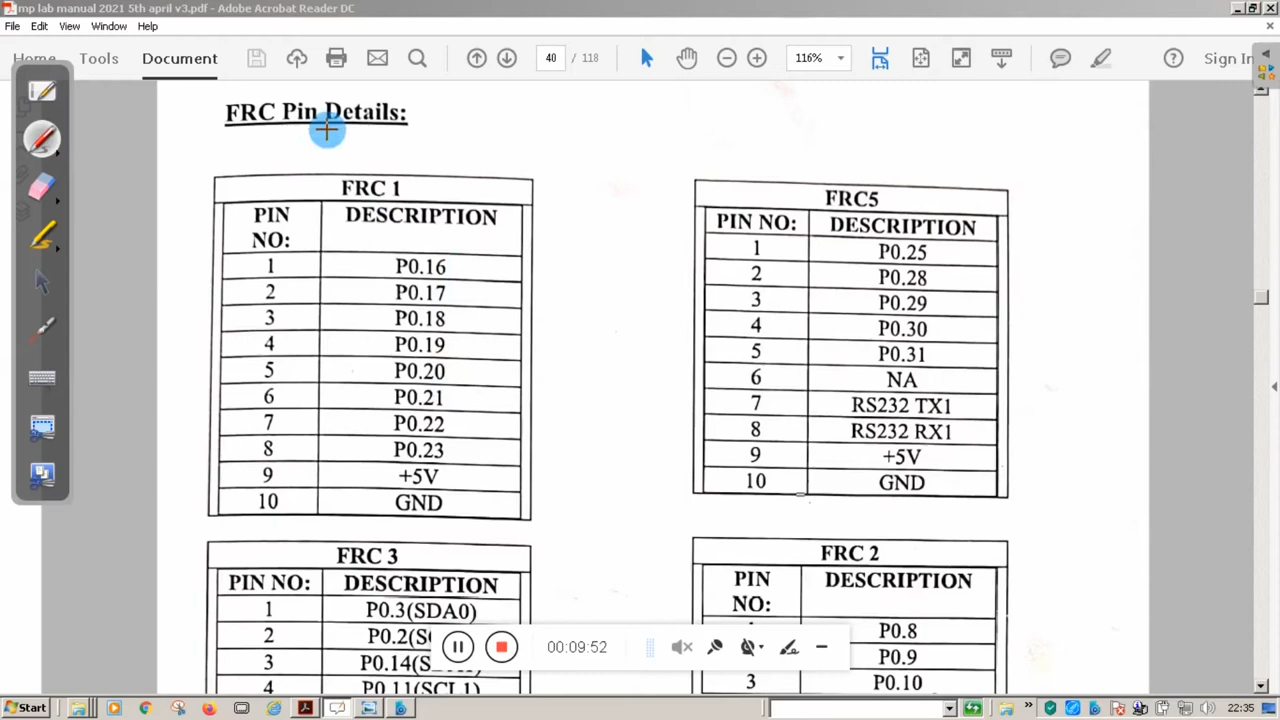 mp lab manual 2021 5th april v3.pdf - Adobe Acrobat Reader DC
File Edit View Window Help
Home Tools Document 40 / 118 116% Sign In
FRC Pin Details:
FRC 1
PIN NO: DESCRIPTION
1 P0.16
2 P0.17
3 P0.18
4 P0.19
5 P0.20
6 P0.21
7 P0.22
8 P0.23
9 +5V
10 GND
FRC5
PIN NO: DESCRIPTION
1 P0.25
2 P0.28
3 P0.29
4 P0.30
5 P0.31
6 NA
7 RS232 TX1
8 RS232 RX1
9 +5V
10 GND
FRC 3
PIN NO: DESCRIPTION
1 P0.3(SDA0)
2 P0.2(S
3 P0.14(S
4 P0.11(SCL1)
FRC 2
PIN NO: DESCRIPTION
P0.8
P0.9
3 P0.10
00:09:52
Start 22:35